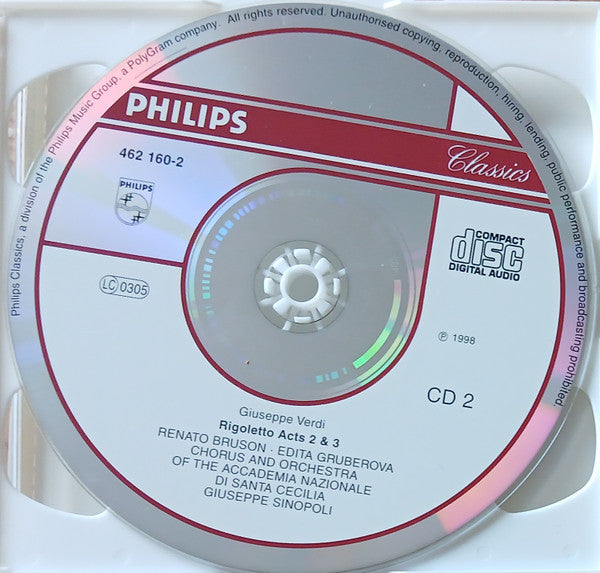 Philips Classics, a division of the Philips Music Group, a PolyGram company. All rights reserved. Unauthorised copying, reproduction, hiring, lending, public performance and broadcasting prohibited.
PHILIPS
Classics
462 160-2
PHILIPS
COMPACT
disc
DIGITAL AUDIO
LC 0305
℗ 1998
CD 2
Giuseppe Verdi
Rigoletto Acts 2 & 3
RENATO BRUSON · EDITA GRUBEROVA
CHORUS AND ORCHESTRA
OF THE ACCADEMIA NAZIONALE
DI SANTA CECILIA
GIUSEPPE SINOPOLI